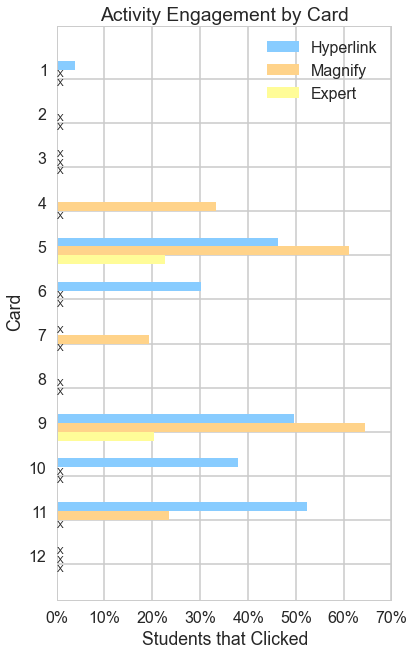 Activity Engagement by Card
Hyperlink
Magnify
Expert
1
x
x
2
x
x
3
x
x
x
4
x
5
6
x
x
7
x
x
8
x
x
9
10
x
x
11
x
12
x
x
x
Card
0% 10% 20% 30% 40% 50% 60% 70%
Students that Clicked